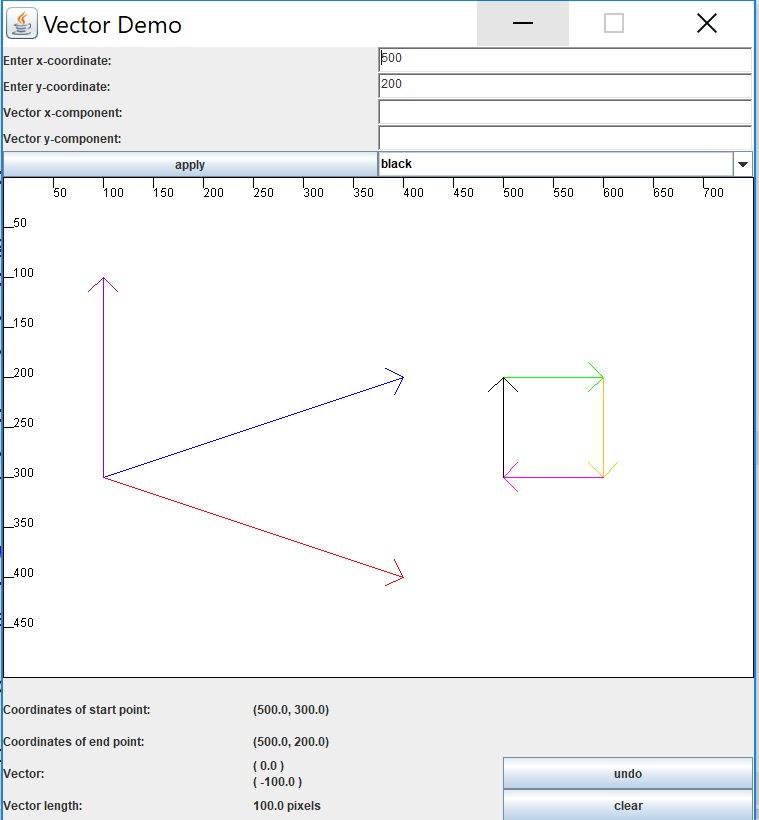 Vector Demo
Enter x-coordinate: 500
Enter y-coordinate: 200
Vector x-component:
Vector y-component:
apply black
50 100 150 200 250 300 350 400 450 500 550 600 650 700
50
100
150
200
250
300
350
400
450
Coordinates of start point: (500.0, 300.0)
Coordinates of end point: (500.0, 200.0)
Vector: ( 0.0 )
( -100.0 )
undo
Vector length: 100.0 pixels clear